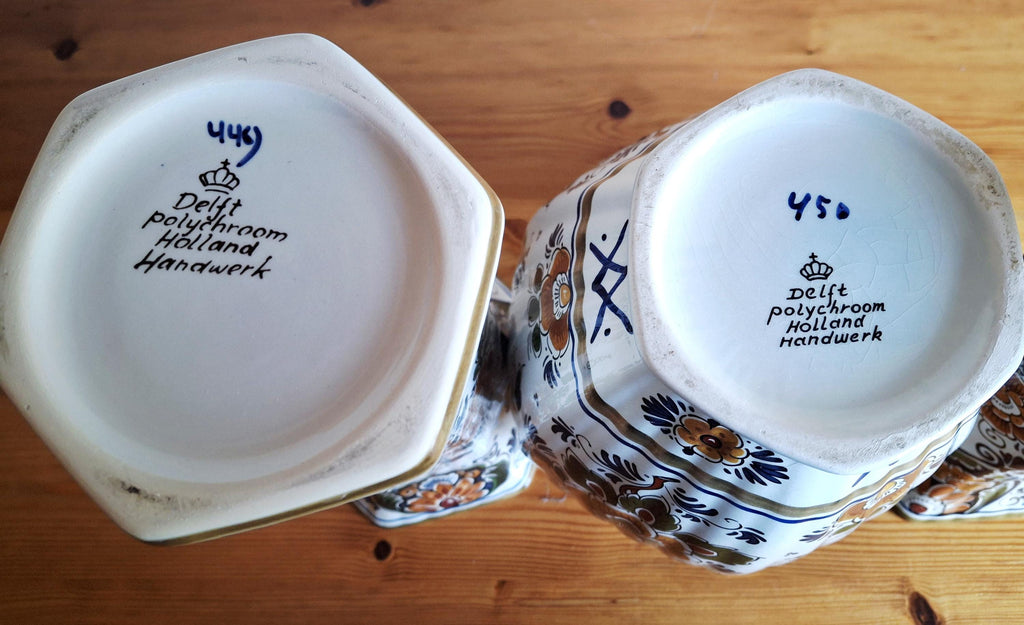 449
Delft
polychroom
Holland
Handwerk
450
Delft
polychroom
Holland
Handwerk